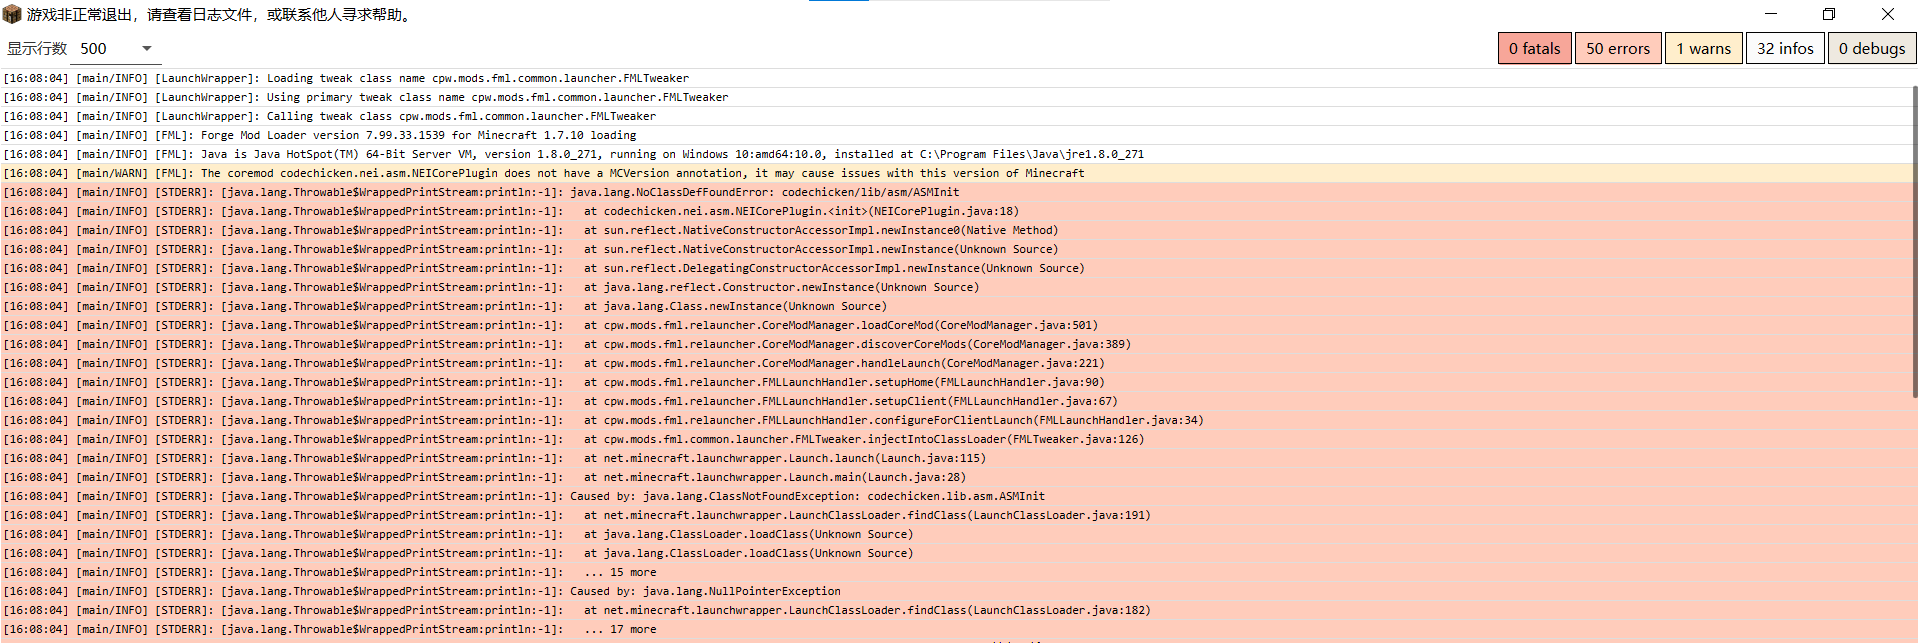 游戏非正常退出，请查看日志文件，或联系他人寻求帮助。
显示行数 500 0 fatals 50 errors 1 warns 32 infos 0 debugs
[16:08:04] [main/INFO] [LaunchWrapper]: Loading tweak class name cpw.mods.fml.common.launcher.FMLTweaker
[16:08:04] [main/INFO] [LaunchWrapper]: Using primary tweak class name cpw.mods.fml.common.launcher.FMLTweaker
[16:08:04] [main/INFO] [LaunchWrapper]: Calling tweak class cpw.mods.fml.common.launcher.FMLTweaker
[16:08:04] [main/INFO] [FML]: Forge Mod Loader version 7.99.33.1539 for Minecraft 1.7.10 loading
[16:08:04] [main/INFO] [FML]: Java is Java HotSpot(TM) 64-Bit Server VM, version 1.8.0_271, running on Windows 10:amd64:10.0, installed at C:\Program Files\Java\jre1.8.0_271
[16:08:04] [main/WARN] [FML]: The coremod codechicken.nei.asm.NEICorePlugin does not have a MCVersion annotation, it may cause issues with this version of Minecraft
[16:08:04] [main/INFO] [STDERR]: [java.lang.Throwable$WrappedPrintStream:println:-1]: java.lang.NoClassDefFoundError: codechicken/lib/asm/ASMInit
[16:08:04] [main/INFO] [STDERR]: [java.lang.Throwable$WrappedPrintStream:println:-1]: at codechicken.nei.asm.NEICorePlugin.<init>(NEICorePlugin.java:18)
[16:08:04] [main/INFO] [STDERR]: [java.lang.Throwable$WrappedPrintStream:println:-1]: at sun.reflect.NativeConstructorAccessorImpl.newInstance0(Native Method)
[16:08:04] [main/INFO] [STDERR]: [java.lang.Throwable$WrappedPrintStream:println:-1]: at sun.reflect.NativeConstructorAccessorImpl.newInstance(Unknown Source)
[16:08:04] [main/INFO] [STDERR]: [java.lang.Throwable$WrappedPrintStream:println:-1]: at sun.reflect.DelegatingConstructorAccessorImpl.newInstance(Unknown Source)
[16:08:04] [main/INFO] [STDERR]: [java.lang.Throwable$WrappedPrintStream:println:-1]: at java.lang.reflect.Constructor.newInstance(Unknown Source)
[16:08:04] [main/INFO] [STDERR]: [java.lang.Throwable$WrappedPrintStream:println:-1]: at java.lang.Class.newInstance(Unknown Source)
[16:08:04] [main/INFO] [STDERR]: [java.lang.Throwable$WrappedPrintStream:println:-1]: at cpw.mods.fml.relauncher.CoreModManager.loadCoreMod(CoreModManager.java:501)
[16:08:04] [main/INFO] [STDERR]: [java.lang.Throwable$WrappedPrintStream:println:-1]: at cpw.mods.fml.relauncher.CoreModManager.discoverCoreMods(CoreModManager.java:389)
[16:08:04] [main/INFO] [STDERR]: [java.lang.Throwable$WrappedPrintStream:println:-1]: at cpw.mods.fml.relauncher.CoreModManager.handleLaunch(CoreModManager.java:221)
[16:08:04] [main/INFO] [STDERR]: [java.lang.Throwable$WrappedPrintStream:println:-1]: at cpw.mods.fml.relauncher.FMLLaunchHandler.setupHome(FMLLaunchHandler.java:90)
[16:08:04] [main/INFO] [STDERR]: [java.lang.Throwable$WrappedPrintStream:println:-1]: at cpw.mods.fml.relauncher.FMLLaunchHandler.setupClient(FMLLaunchHandler.java:67)
[16:08:04] [main/INFO] [STDERR]: [java.lang.Throwable$WrappedPrintStream:println:-1]: at cpw.mods.fml.relauncher.FMLLaunchHandler.configureForClientLaunch(FMLLaunchHandler.java:34)
[16:08:04] [main/INFO] [STDERR]: [java.lang.Throwable$WrappedPrintStream:println:-1]: at cpw.mods.fml.common.launcher.FMLTweaker.injectIntoClassLoader(FMLTweaker.java:126)
[16:08:04] [main/INFO] [STDERR]: [java.lang.Throwable$WrappedPrintStream:println:-1]: at net.minecraft.launchwrapper.Launch.launch(Launch.java:115)
[16:08:04] [main/INFO] [STDERR]: [java.lang.Throwable$WrappedPrintStream:println:-1]: at net.minecraft.launchwrapper.Launch.main(Launch.java:28)
[16:08:04] [main/INFO] [STDERR]: [java.lang.Throwable$WrappedPrintStream:println:-1]: Caused by: java.lang.ClassNotFoundException: codechicken.lib.asm.ASMInit
[16:08:04] [main/INFO] [STDERR]: [java.lang.Throwable$WrappedPrintStream:println:-1]: at net.minecraft.launchwrapper.LaunchClassLoader.findClass(LaunchClassLoader.java:191)
[16:08:04] [main/INFO] [STDERR]: [java.lang.Throwable$WrappedPrintStream:println:-1]: at java.lang.ClassLoader.loadClass(Unknown Source)
[16:08:04] [main/INFO] [STDERR]: [java.lang.Throwable$WrappedPrintStream:println:-1]: at java.lang.ClassLoader.loadClass(Unknown Source)
[16:08:04] [main/INFO] [STDERR]: [java.lang.Throwable$WrappedPrintStream:println:-1]: ... 15 more
[16:08:04] [main/INFO] [STDERR]: [java.lang.Throwable$WrappedPrintStream:println:-1]: Caused by: java.lang.NullPointerException
[16:08:04] [main/INFO] [STDERR]: [java.lang.Throwable$WrappedPrintStream:println:-1]: at net.minecraft.launchwrapper.LaunchClassLoader.findClass(LaunchClassLoader.java:182)
[16:08:04] [main/INFO] [STDERR]: [java.lang.Throwable$WrappedPrintStream:println:-1]: ... 17 more